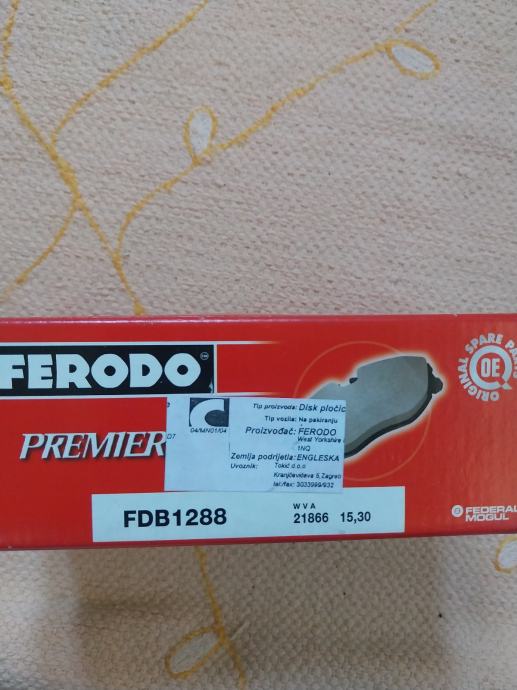 FERODO
PREMIER
ORIGINAL SPARE
OE
04/MN01/04
Tip proizvoda: Disk pločic
Tip vozila: Na pakiranju
Proizvođač: FERODO
West Yorkshire
1NQ
Zemlja podrijetla: ENGLESKA
Uvoznik: Tokić d.o.o
Kranjčevićeva 5, Zagreb
tel./fax: 3033999/932
D7
FDB1288
WVA
21866 15,30
FEDERAL
MOGUL